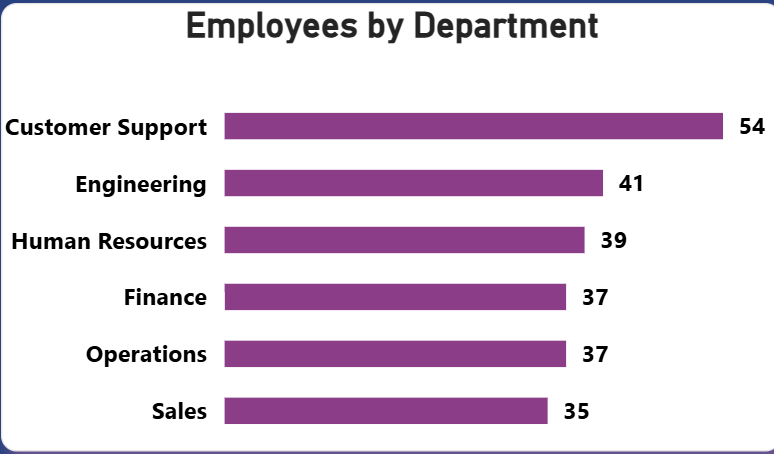 Employees by Department
Customer Support 54
Engineering 41
Human Resources 39
Finance 37
Operations 37
Sales 35